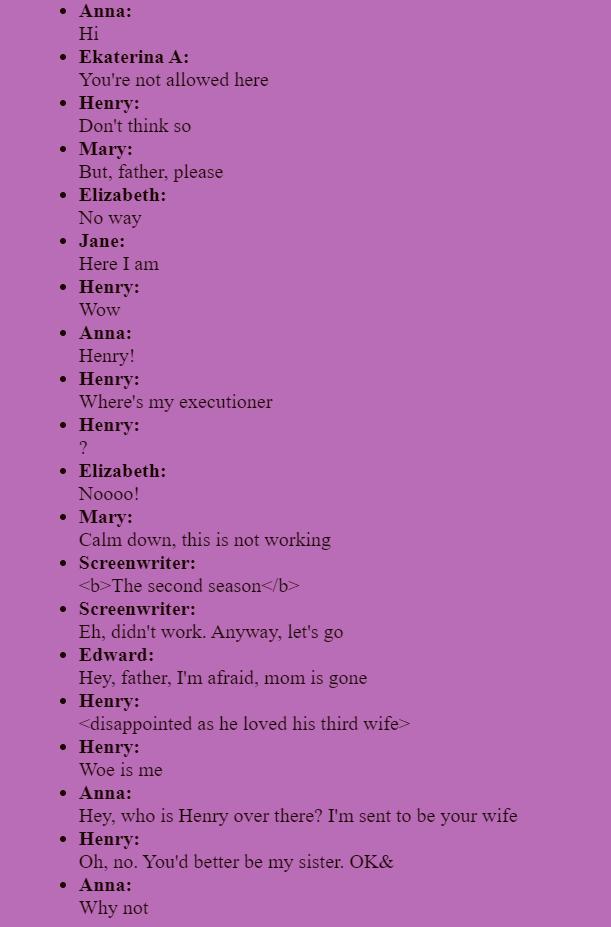 Anna:
Hi
Ekaterina A:
You're not allowed here
Henry:
Don't think so
Mary:
But, father, please
Elizabeth:
No way
Jane:
Here I am
Henry:
Wow
Anna:
Henry!
Henry:
Where's my executioner
Henry:
?
Elizabeth:
Noooo!
Mary:
Calm down, this is not working
Screenwriter:
<b>The second season</b>
Screenwriter:
Eh, didn't work. Anyway, let's go
Edward:
Hey, father, I'm afraid, mom is gone
Henry:
<disappointed as he loved his third wife>
Henry:
Woe is me
Anna:
Hey, who is Henry over there? I'm sent to be your wife
Henry:
Oh, no. You'd better be my sister. OK&
Anna:
Why not